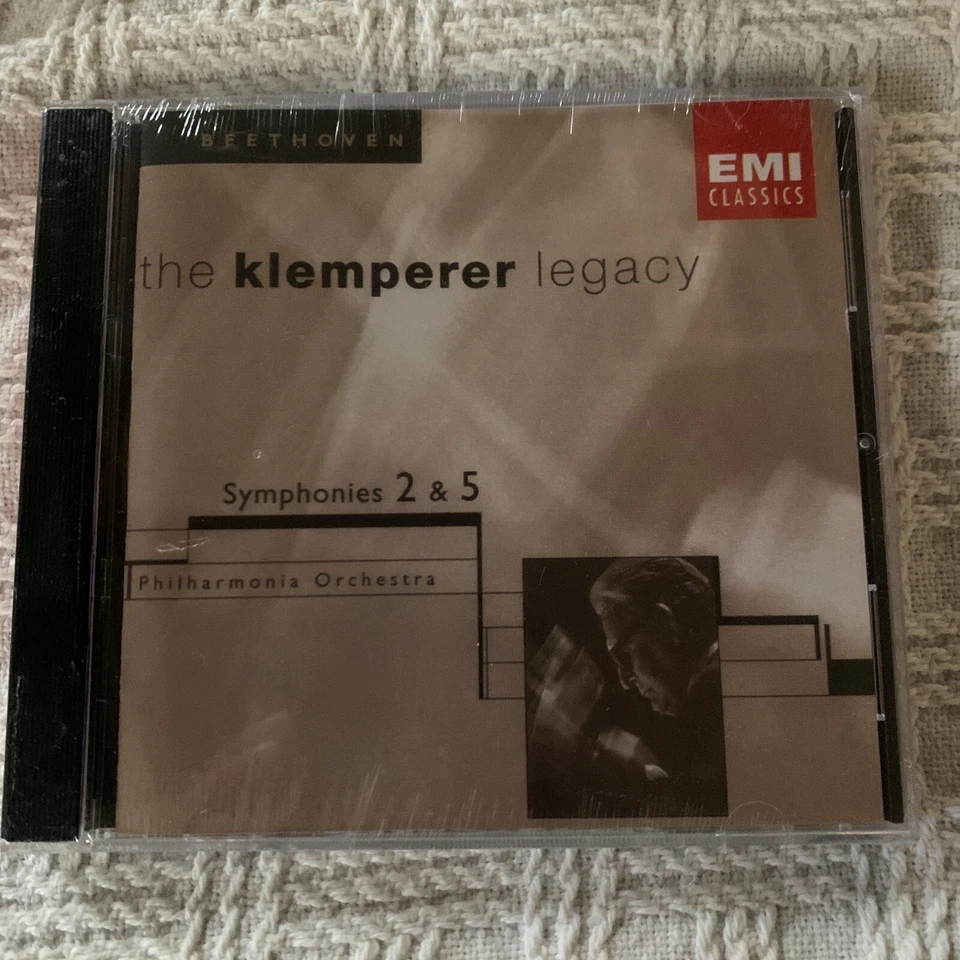 BEETHOVEN
EMI
CLASSICS
the klemperer legacy
Symphonies 2 & 5
Philharmonia Orchestra